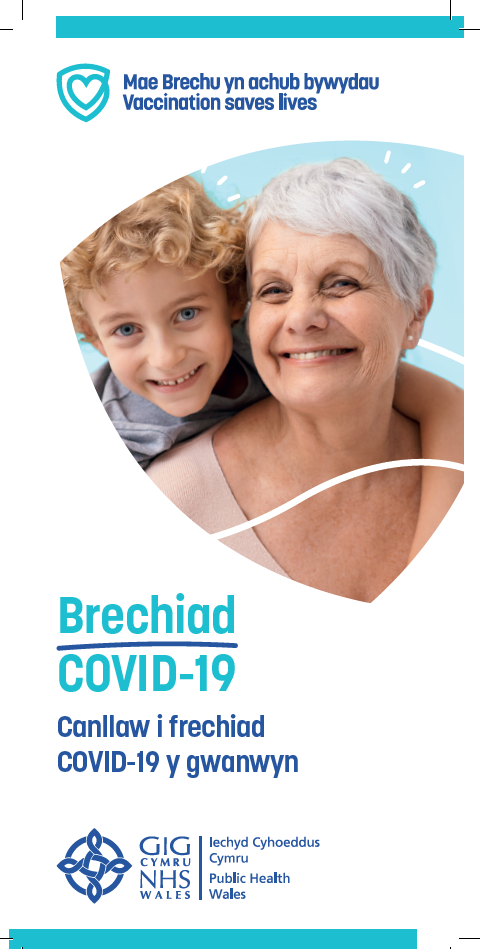 Mae Brechu yn achub bywydau
Vaccination saves lives
Brechiad
COVID-19
Canllaw i frechiad
COVID-19 y gwanwyn
GIG
CYMRU
NHS
WALES
Iechyd Cyhoeddus
Cymru
Public Health
Wales